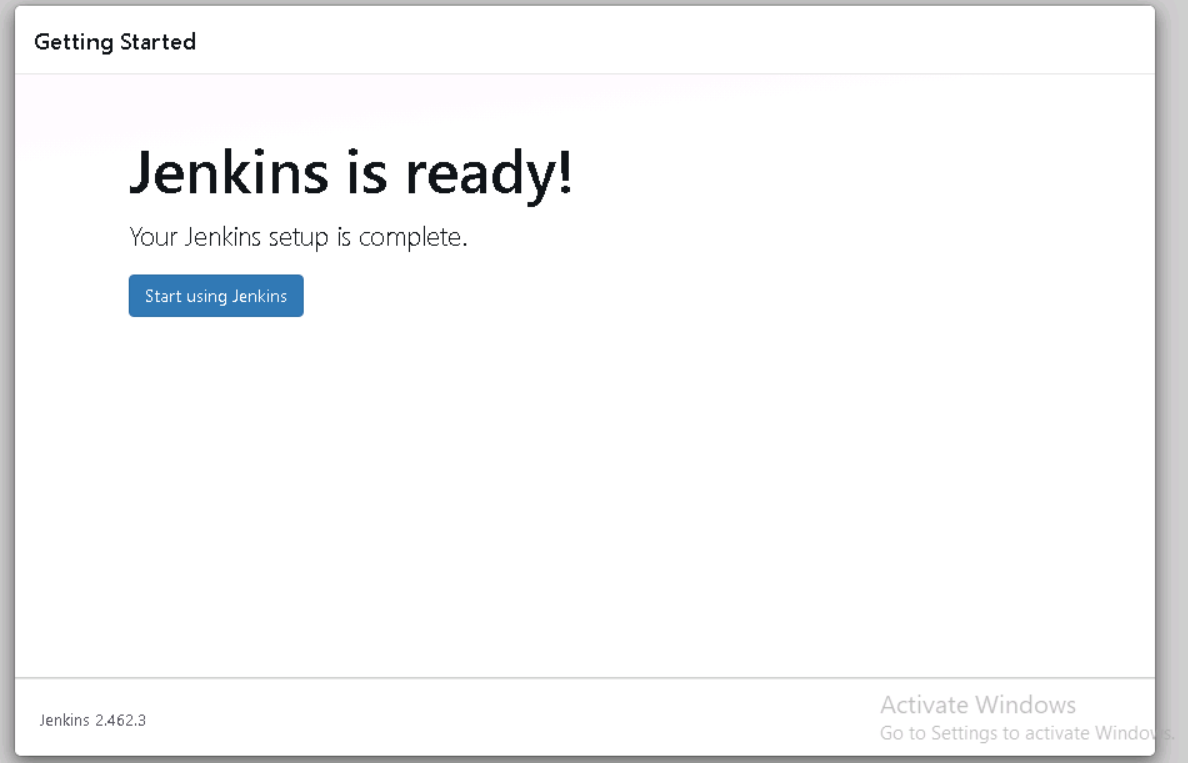 Getting Started
Jenkins is ready!
Your Jenkins setup is complete.
Start using Jenkins
Jenkins 2.462.3
Activate Windows
Go to Settings to activate Windows.